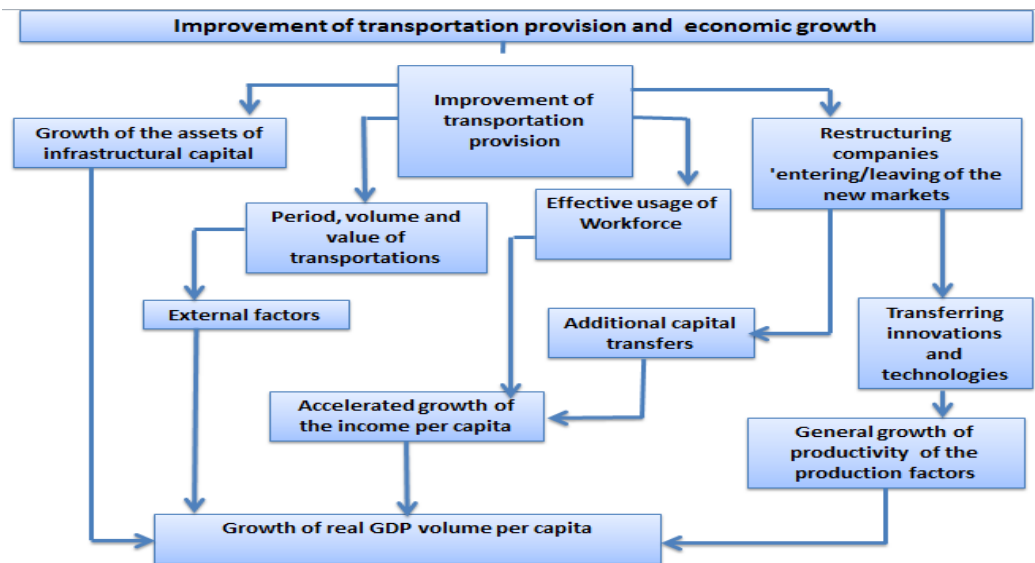 Improvement of transportation provision and economic growth
Improvement of
transportation
provision
Growth of the assets of
infrastructural capital
Restructuring
companies
'entering/leaving of the
new markets
Period, volume and
value of
transportations
Effective usage of
Workforce
External factors
Additional capital
transfers
Transferring
innovations
and
technologies
Accelerated growth of
the income per capita
General growth of
productivity of the
production factors
Growth of real GDP volume per capita